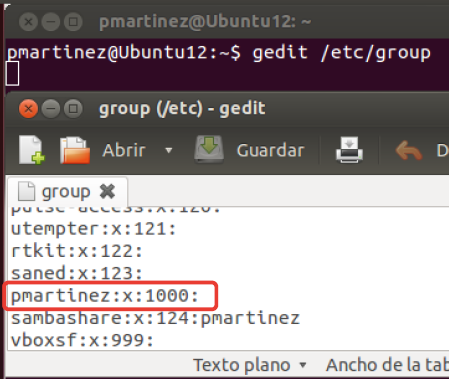 pmartinez@Ubuntu12: ~
pmartinez@Ubuntu12:~$ gedit /etc/group
group (/etc) - gedit
Abrir Guardar D
group
pulse-access:x:120:
utempter:x:121:
rtkit:x:122:
saned:x:123:
pmartinez:x:1000:
sambashare:x:124:pmartinez
vboxsf:x:999:
Texto plano Ancho de la tab